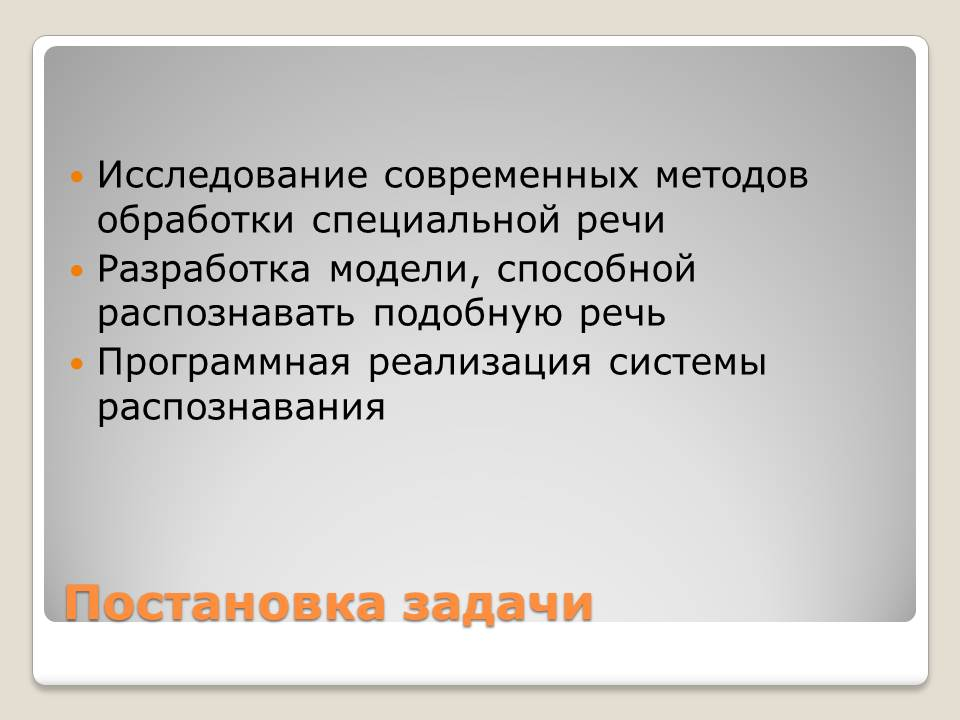 • Исследование современных методов
обработки специальной речи
• Разработка модели, способной
распознавать подобную речь
• Программная реализация системы
распознавания
Постановка задачи